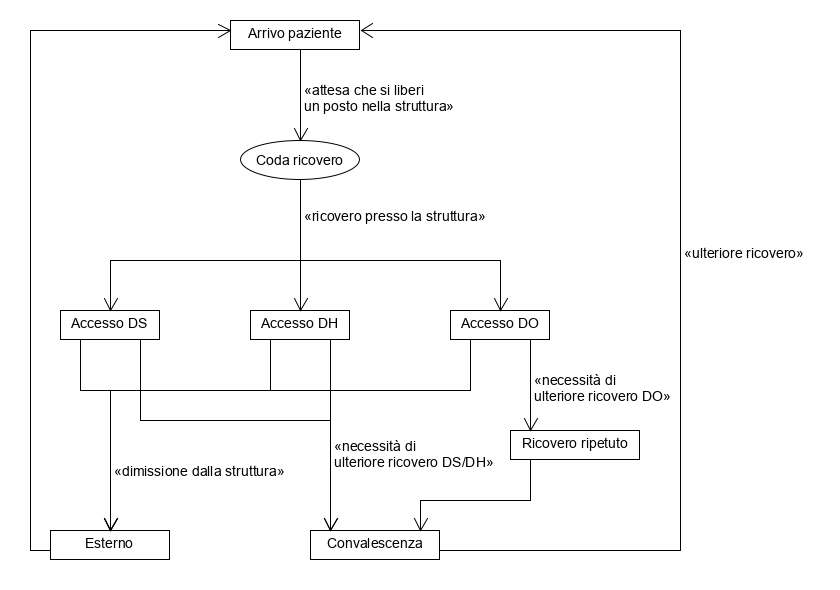 Arrivo paziente
«attesa che si liberi
un posto nella struttura»
Coda ricovero
«ricovero presso la struttura»
«ulteriore ricovero»
Accesso DS
Accesso DH
Accesso DO
«necessità di
ulteriore ricovero DO»
Ricovero ripetuto
«necessità di
ulteriore ricovero DS/DH»
«dimissione dalla struttura»
Esterno
Convalescenza